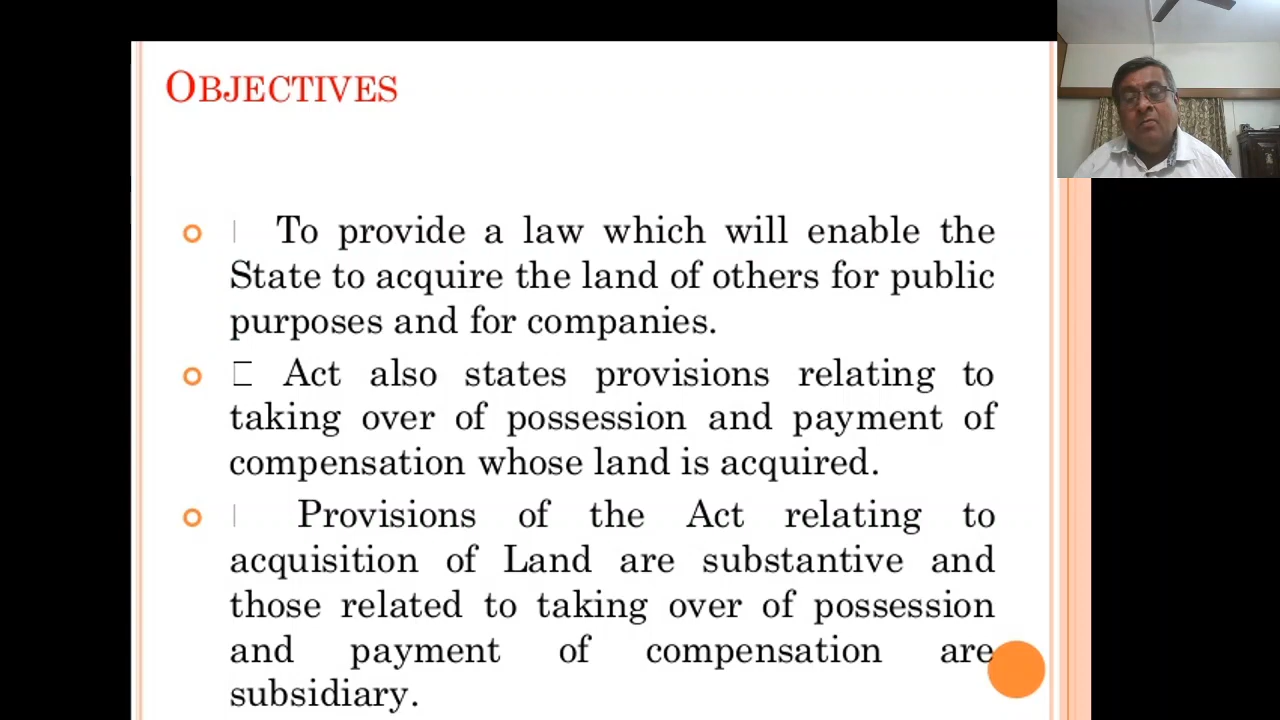 OBJECTIVES
To provide a law which will enable the
State to acquire the land of others for public
purposes and for companies.
Act also states provisions relating to
taking over of possession and payment of
compensation whose land is acquired.
Provisions of the Act relating to
acquisition of Land are substantive and
those related to taking over of possession
and payment of compensation are
subsidiary.